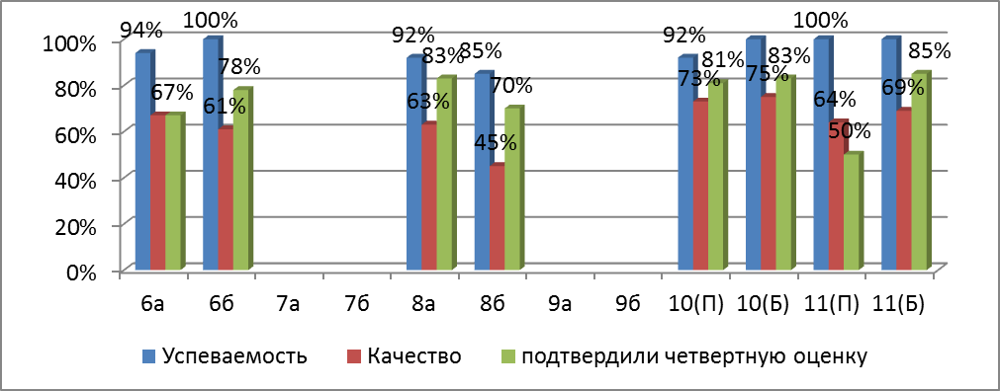 94% 100% 92% 85% 92% 100%
67% 78% 83% 70% 81% 83% 85%
61% 63% 45% 73% 75% 64% 50% 69%
100%
80%
60%
40%
20%
0%
6а 6б 7а 7б 8а 8б 9а 9б 10(П) 10(Б) 11(П) 11(Б)
Успеваемость Качество подтвердили четвертную оценку